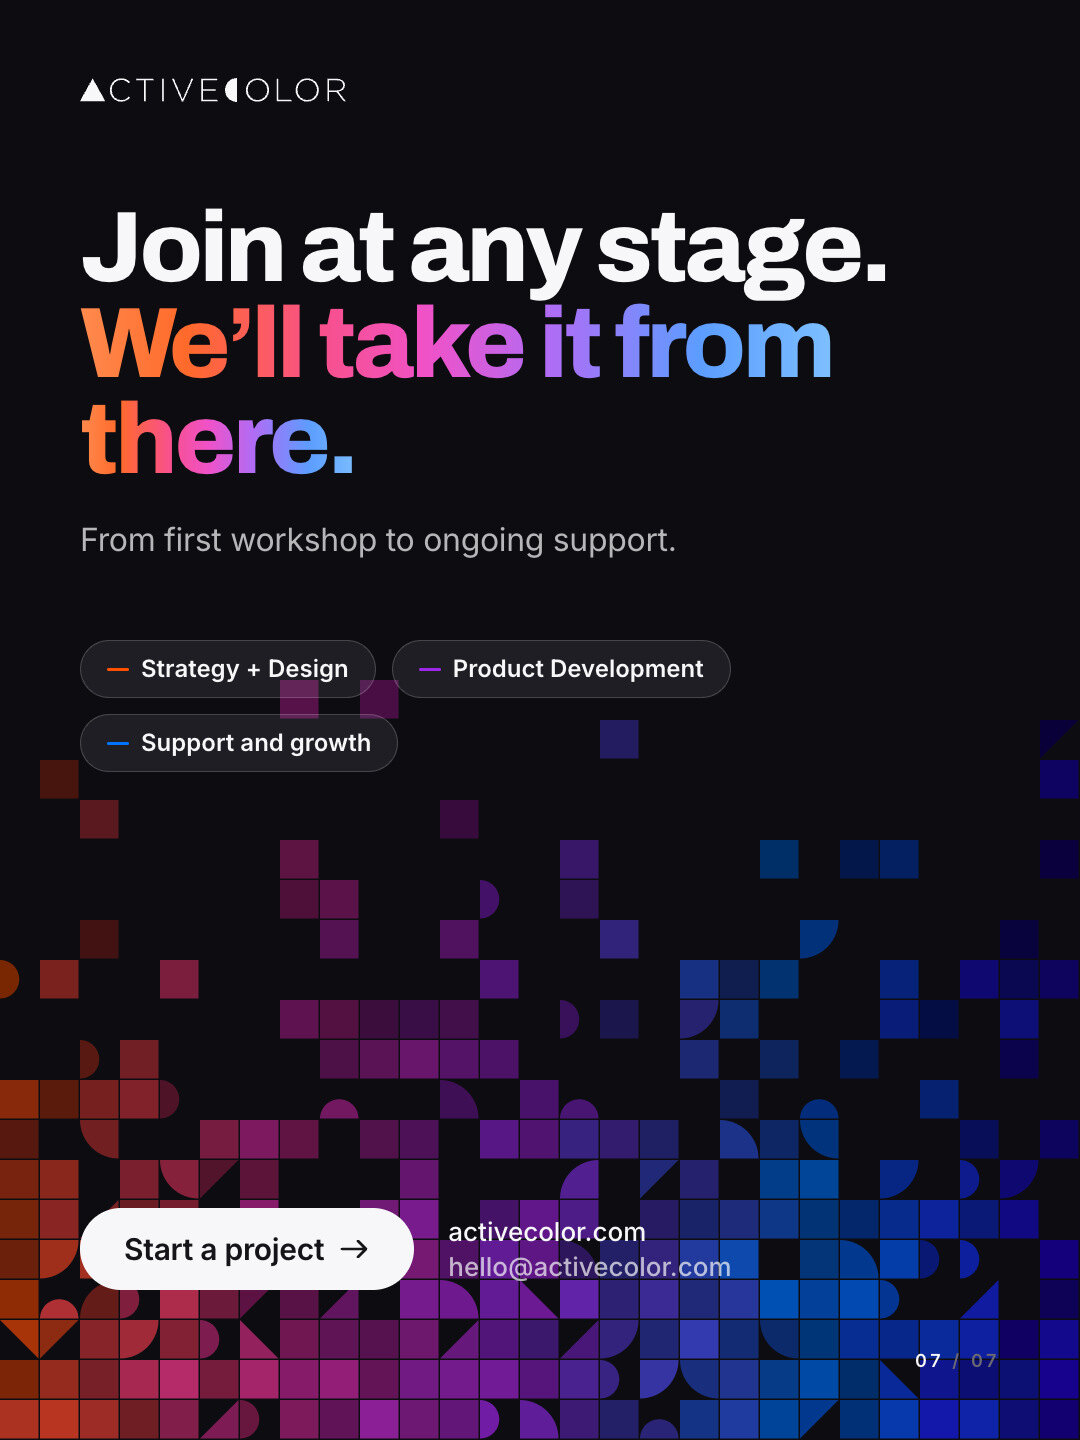 ACTIVECOLOR
Join at any stage.
We’ll take it from
there.
From first workshop to ongoing support.
Strategy + Design
Product Development
Support and growth
Start a project →
activecolor.com
hello@activecolor.com
07 / 07